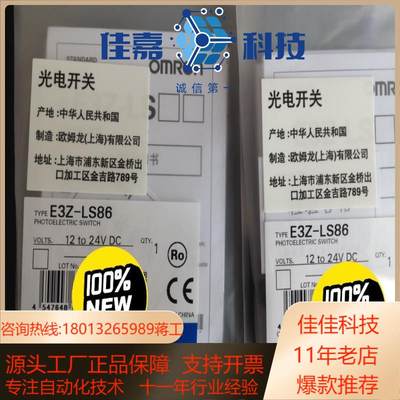 佳嘉 科技
诚信第一
STANDARD
OMRON
光电开关
产地:中华人民共和国
制造:欧姆龙(上海)有限公司
地址:上海市浦东新区金桥出
口加工区金吉路789号
TYPE E3Z-LS86
PHOTOELECTRIC SWITCH
VOLTS. 12 to 24V DC QTY. 1
LOT No
Ro
100%
NEW
CE
光电开关
产地:中华人民共和国
制造:欧姆龙(上海)有限公司
地址:上海市浦东新区金桥出
口加工区金吉路789号
TYPE E3Z-LS86
PHOTOELECTRIC SWITCH
VOLTS. 12 to 24V DC
LOT No
100%
NEW
咨询热线:18013265989蒋工
源头工厂正品保障 支持开票
专注自动化技术 十一年行业经验
佳佳科技
11年老店
爆款推荐